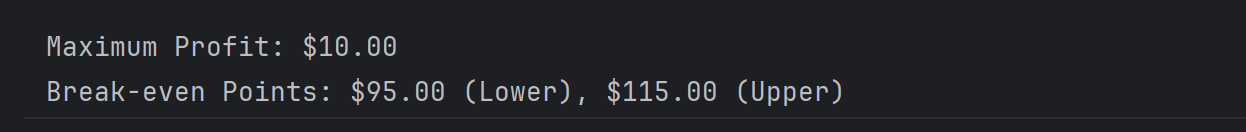 Maximum Profit: $10.00
Break-even Points: $95.00 (Lower), $115.00 (Upper)